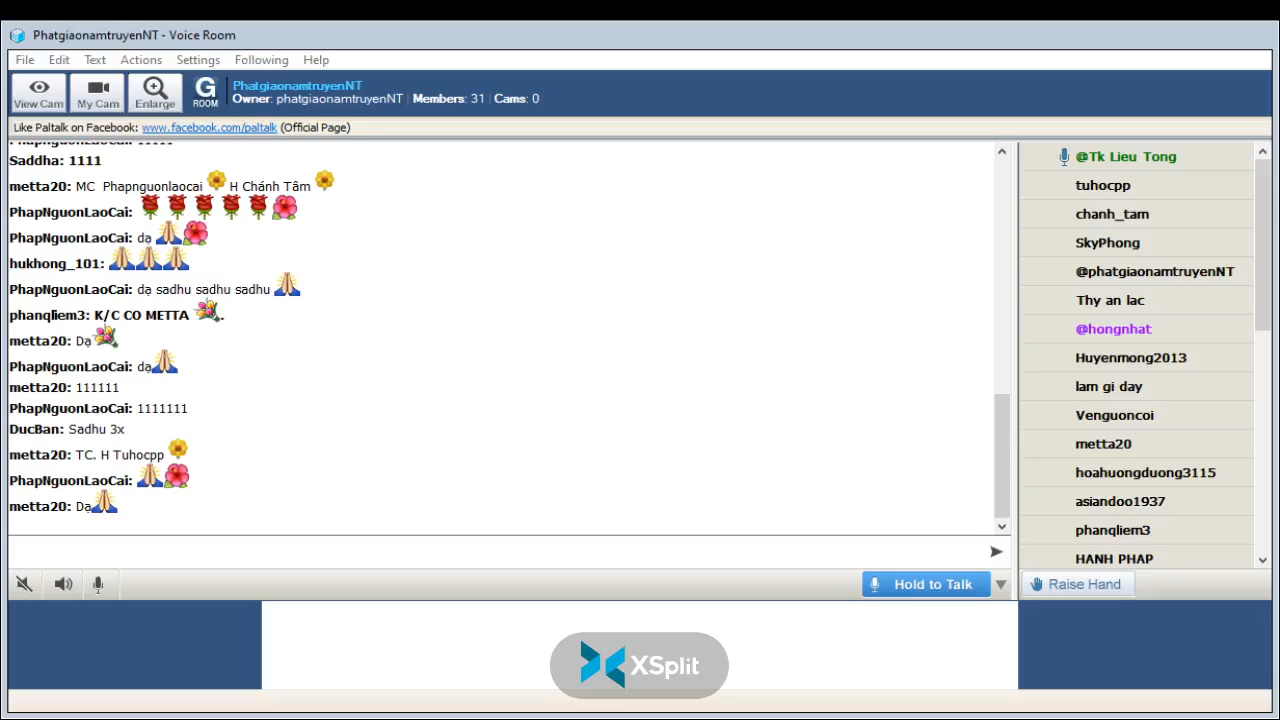 PhatgiaonamtruyenNT - Voice Room
File Edit Text Actions Settings Following Help
View Cam
My Cam
Enlarge
G ROOM
PhatgiaonamtruyenNT
Owner: phatgiaonamtruyenNT Members: 31 Cams: 0
Like Paltalk on Facebook: www.facebook.com/paltalk (Official Page)
PhapNguonLaoCai: 11111
Saddha: 1111
metta20: MC Phapnguonlaocai H Chánh Tâm
PhapNguonLaoCai:
PhapNguonLaoCai: dạ
hukhong_101:
PhapNguonLaoCai: dạ sadhu sadhu sadhu
phanqliem3: K/C CO METTA .
metta20: Dạ
PhapNguonLaoCai: dạ
metta20: 111111
PhapNguonLaoCai: 1111111
DucBan: Sadhu 3x
metta20: TC. H Tuhocpp
PhapNguonLaoCai:
metta20: Dạ
Hold to Talk
@Tk Lieu Tong
tuhocpp
chanh_tam
SkyPhong
@phatgiaonamtruyenNT
Thy an lac
@hongnhat
Huyenmong2013
lam gi day
Venguoncoi
metta20
hoahuongduong3115
asiandoo1937
phanqliem3
HANH PHAP
Raise Hand
XSplit